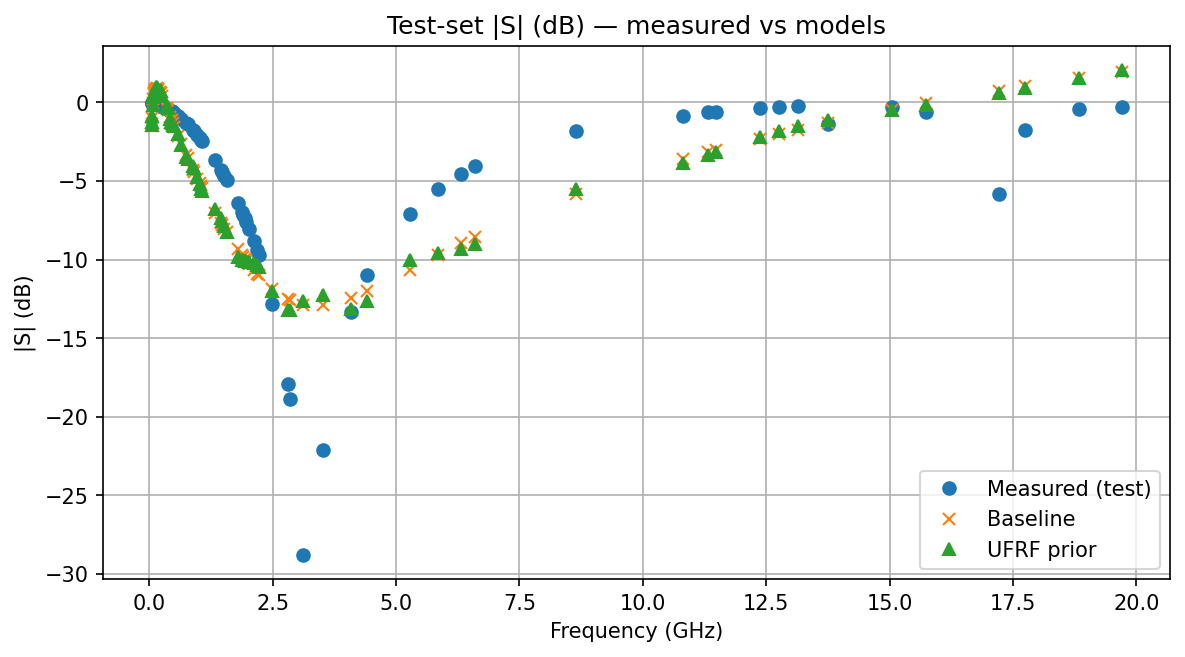 Test-set |S| (dB) — measured vs models
|S| (dB)
0
−5
−10
−15
−20
−25
−30
0.0 2.5 5.0 7.5 10.0 12.5 15.0 17.5 20.0
Frequency (GHz)
Measured (test)
Baseline
UFRF prior